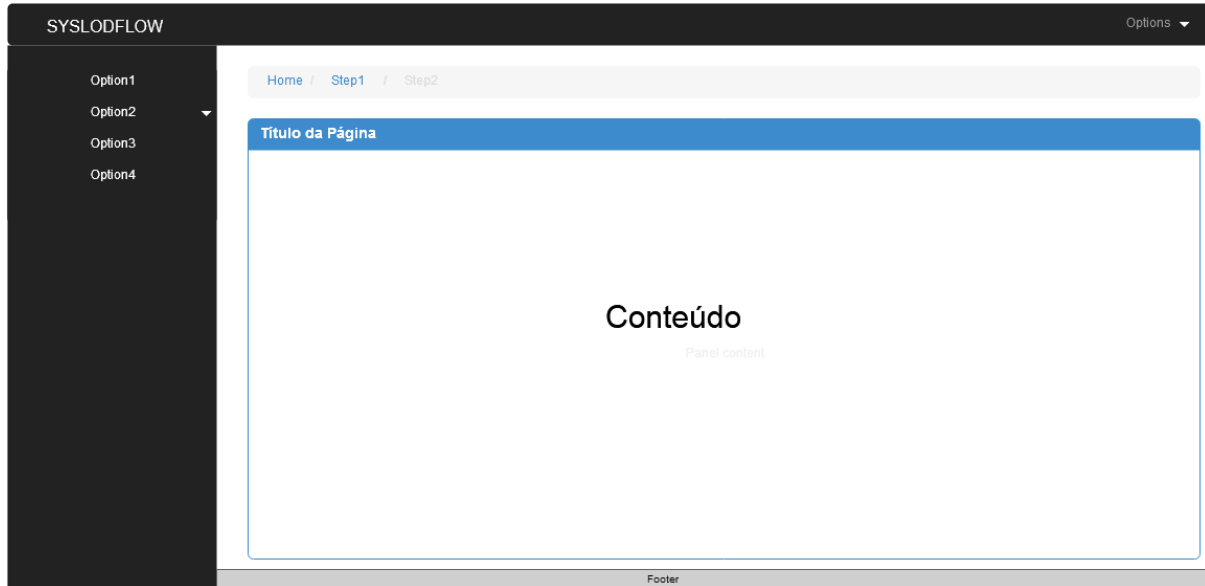 SYSLODFLOW
Options
Option1
Option2
Option3
Option4
Home / Step1 / Step2
Título da Página
Conteúdo
Panel content
Footer